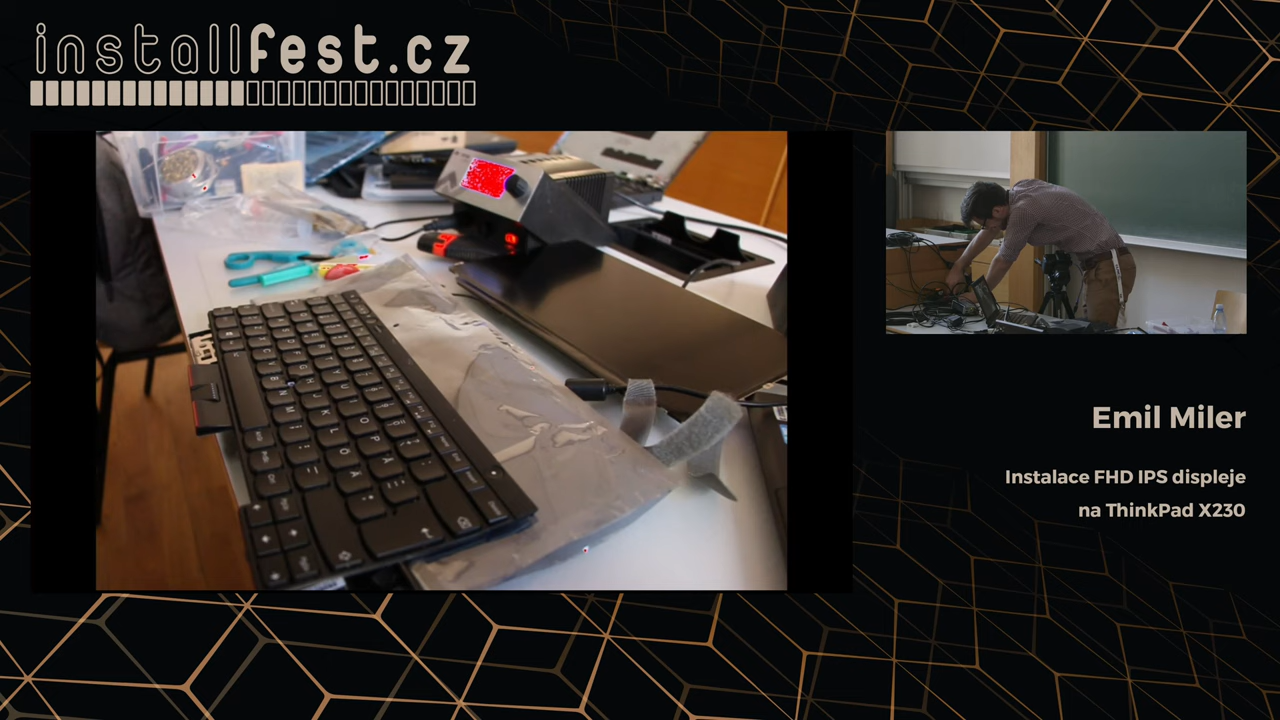 installfest.cz
Emil Miler
Instalace FHD IPS displeje
na ThinkPad X230